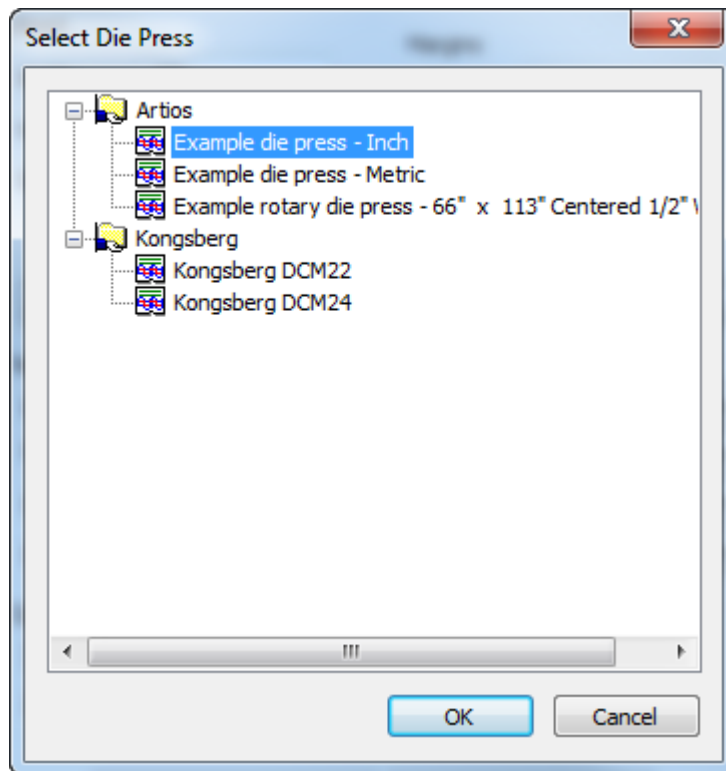 Select Die Press
Artios
Example die press - Inch
Example die press - Metric
Example rotary die press - 66" x 113" Centered 1/2"
Kongsberg
Kongsberg DCM22
Kongsberg DCM24
OK
Cancel